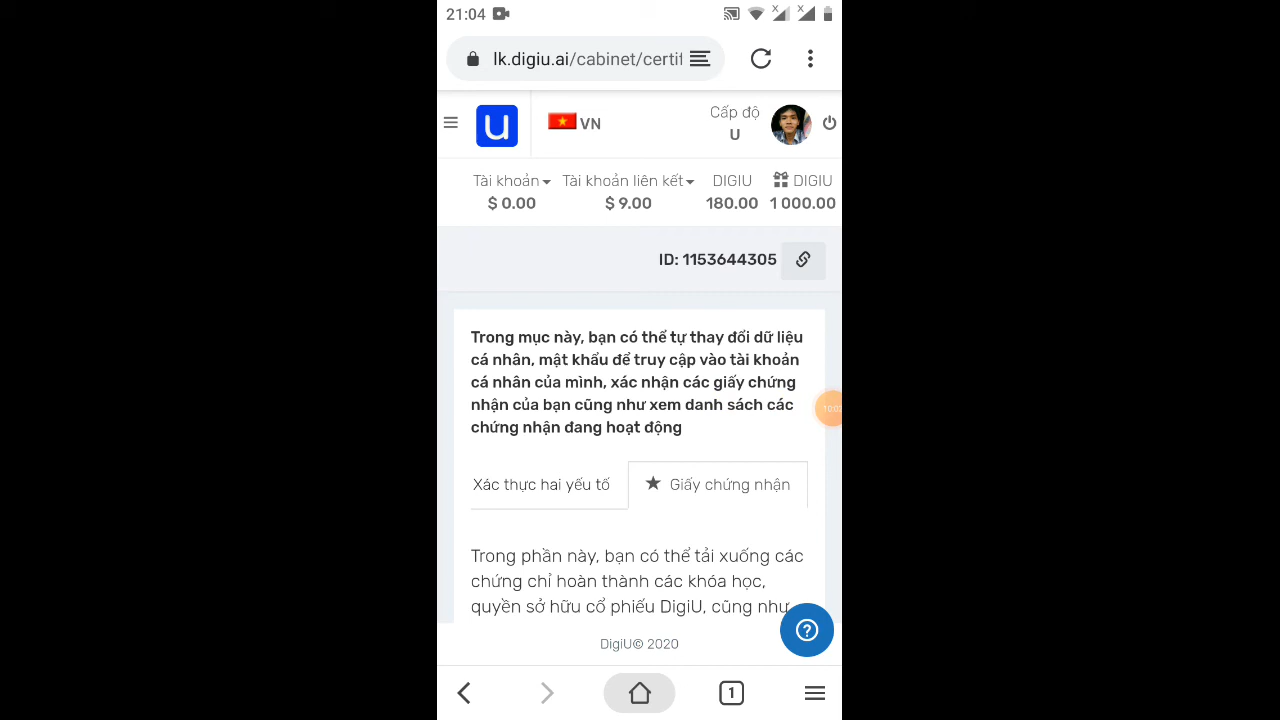 21:04
lk.digiu.ai/cabinet/certif
u
VN
Cấp độ
U
Tài khoản
$ 0.00
Tài khoản liên kết
$ 9.00
DIGIU
180.00
DIGIU
1 000.00
ID: 1153644305
Trong mục này, bạn có thể tự thay đổi dữ liệu
cá nhân, mật khẩu để truy cập vào tài khoản
cá nhân của mình, xác nhận các giấy chứng
nhận của bạn cũng như xem danh sách các
chứng nhận đang hoạt động
Xác thực hai yếu tố
Giấy chứng nhận
Trong phần này, bạn có thể tải xuống các
chứng chỉ hoàn thành các khóa học,
quyền sở hữu cổ phiếu DigiU, cũng như
DigiU© 2020
1